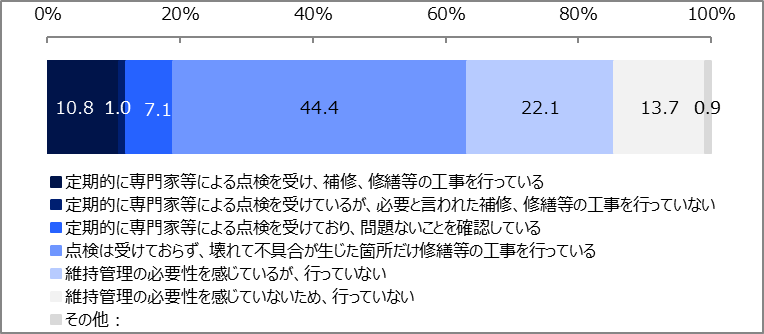 0% 20% 40% 60% 80% 100%
10.8 1.0 7.1 44.4 22.1 13.7 0.9
定期的に専門家等による点検を受け、補修、修繕等の工事を行っている
定期的に専門家等による点検を受けているが、必要と言われた補修、修繕等の工事を行っていない
定期的に専門家等による点検を受けており、問題ないことを確認している
点検は受けておらず、壊れて不具合が生じた箇所だけ修繕等の工事を行っている
維持管理の必要性を感じているが、行っていない
維持管理の必要性を感じていないため、行っていない
その他：